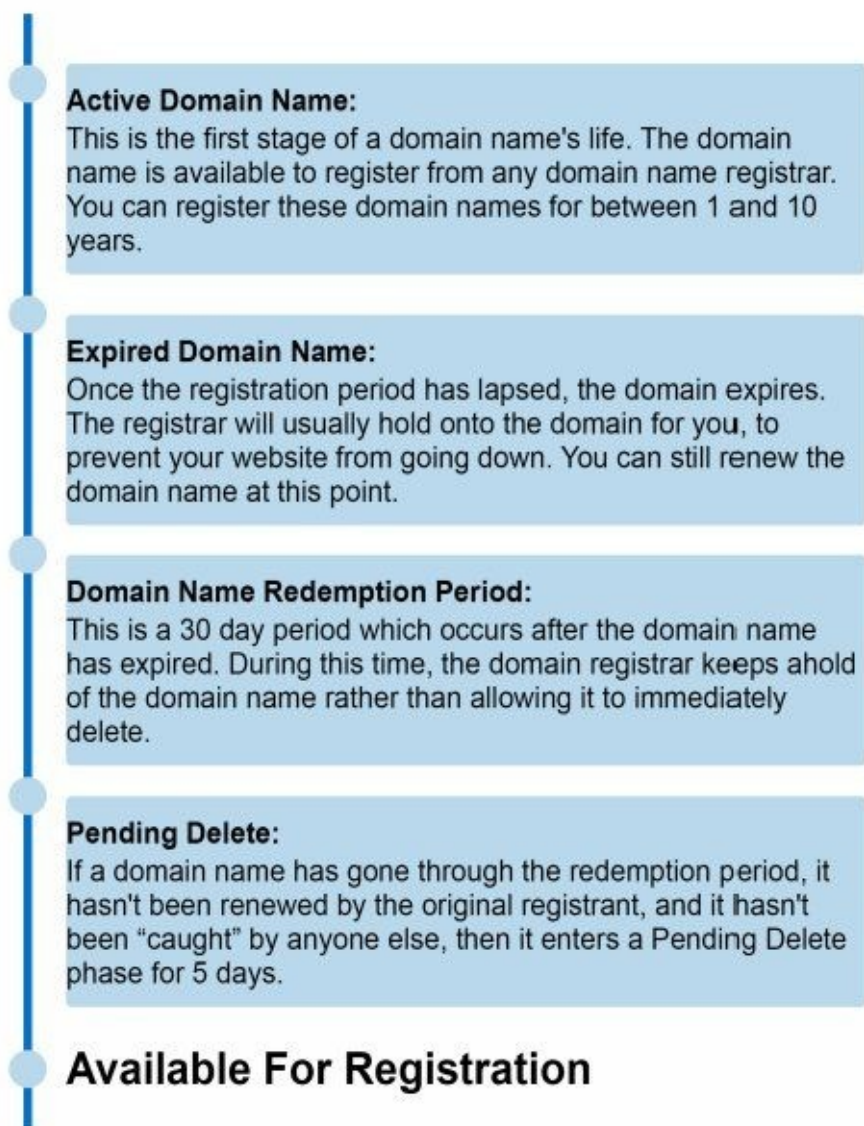 Active Domain Name:
This is the first stage of a domain name's life. The domain
name is available to register from any domain name registrar.
You can register these domain names for between 1 and 10
years.
Expired Domain Name:
Once the registration period has lapsed, the domain expires.
The registrar will usually hold onto the domain for you, to
prevent your website from going down. You can still renew the
domain name at this point.
Domain Name Redemption Period:
This is a 30 day period which occurs after the domain name
has expired. During this time, the domain registrar keeps ahold
of the domain name rather than allowing it to immediately
delete.
Pending Delete:
If a domain name has gone through the redemption period, it
hasn't been renewed by the original registrant, and it hasn't
been “caught” by anyone else, then it enters a Pending Delete
phase for 5 days.
Available For Registration